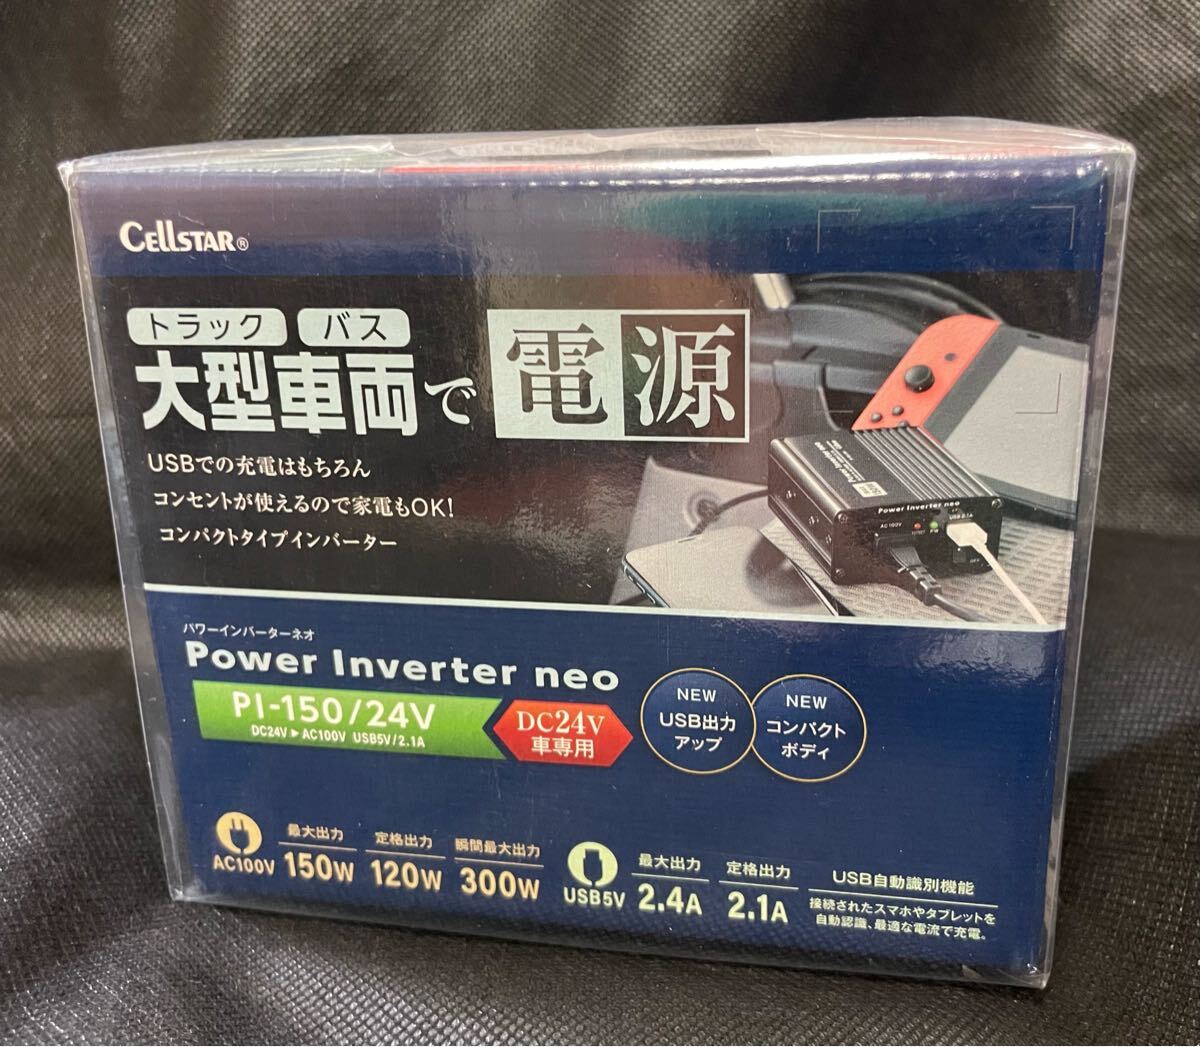 CELLSTAR®
トラック バス
大型車両で 電源
USBでの充電はもちろん
コンセントが使えるので家電もOK!
コンパクトタイプインバーター
Power Inverter neo
AC100V
USB 2.1A
パワーインバーターネオ
Power Inverter neo
PI-150/24V
DC24V▶AC100V USB5V/2.1A
DC24V
車専用
NEW
USB出力
アップ
NEW
コンパクト
ボディ
AC100V
最大出力
150W
定格出力
120W
瞬間最大出力
300W
USB5V
最大出力
2.4A
定格出力
2.1A
USB自動識別機能
接続されたスマホやタブレットを
自動認識、最適な電流で充電。